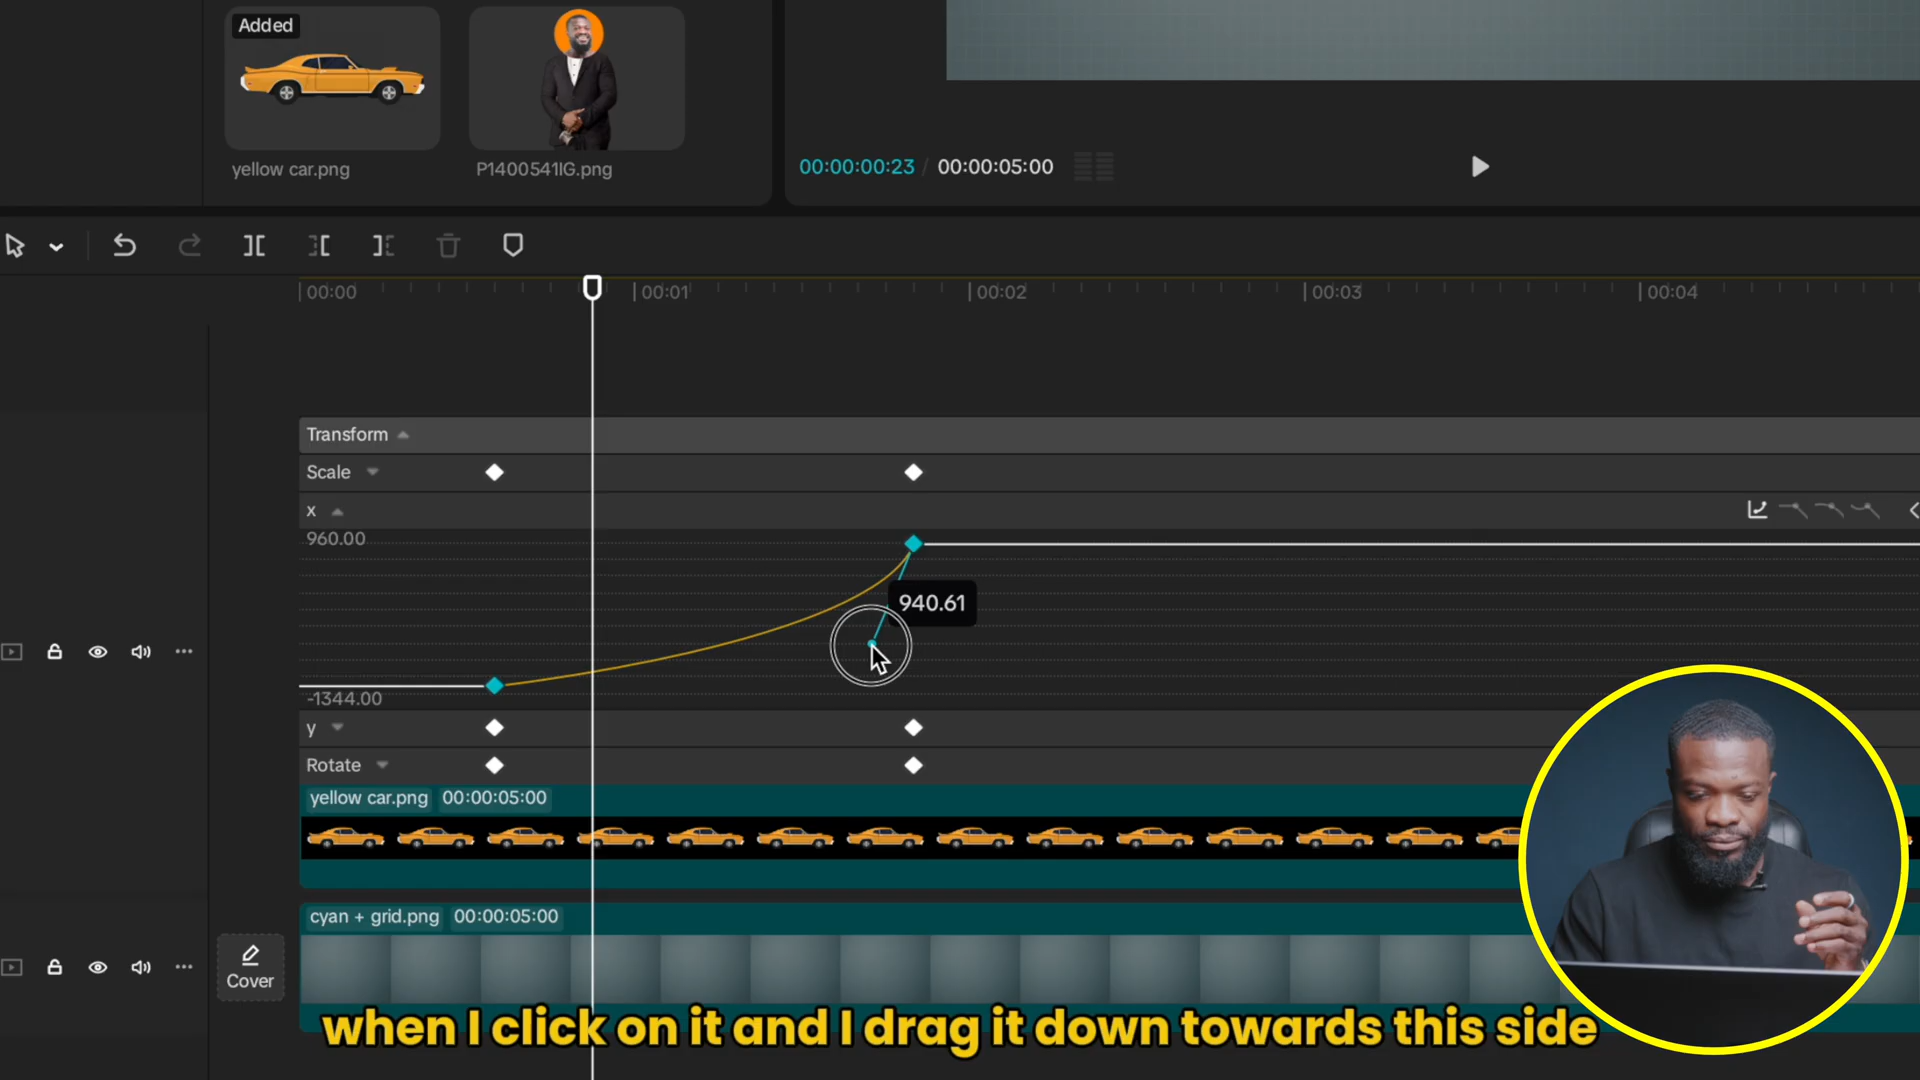 Added
yellow car.png
P1400541IG.png
00:00:00:23 / 00:00:05:00
00:00
00:01
00:02
00:03
00:04
Transform
Scale
x
960.00
940.61
-1344.00
y
Rotate
yellow car.png 00:00:05:00
cyan + grid.png 00:00:05:00
Cover
when I click on it and I drag it down towards this side